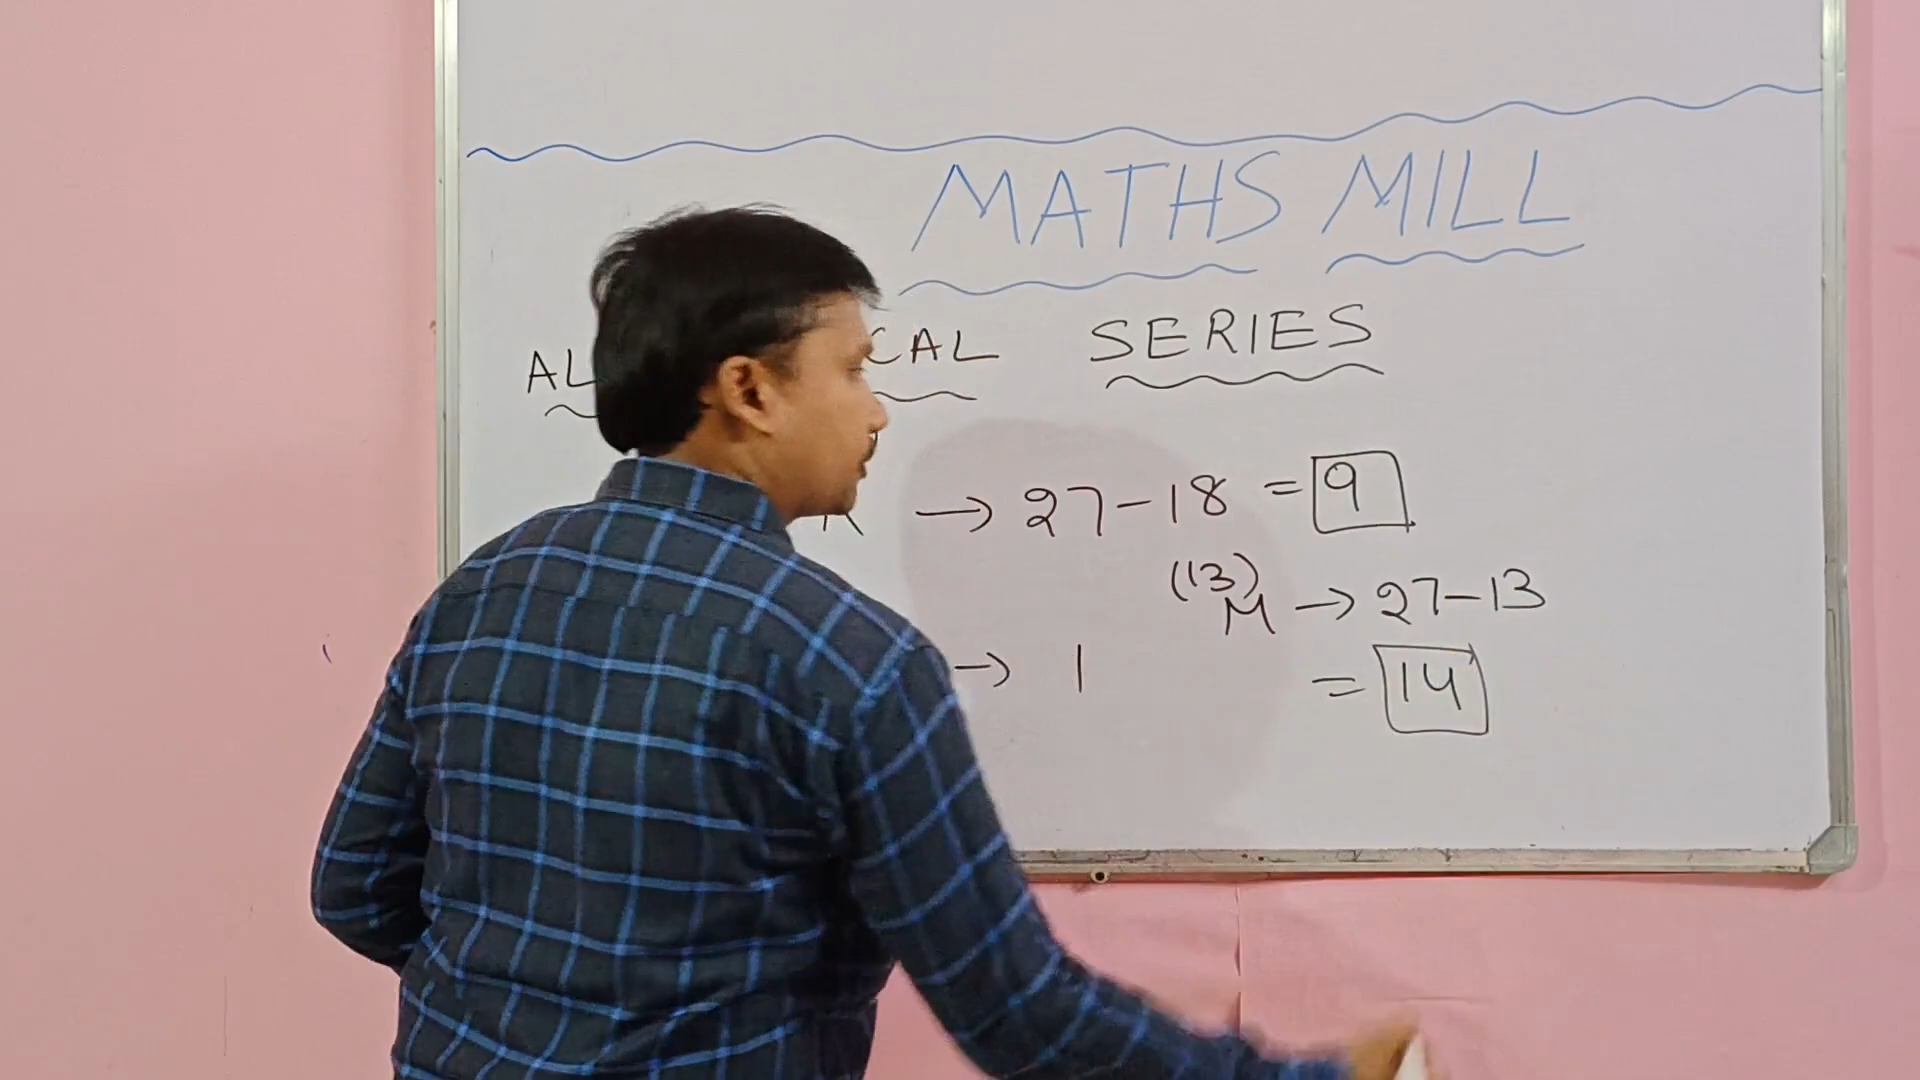 MATHS MILL
AL CAL SERIES
R → 27-18 = 9
(13)
M → 27-13
→ 1
= 14